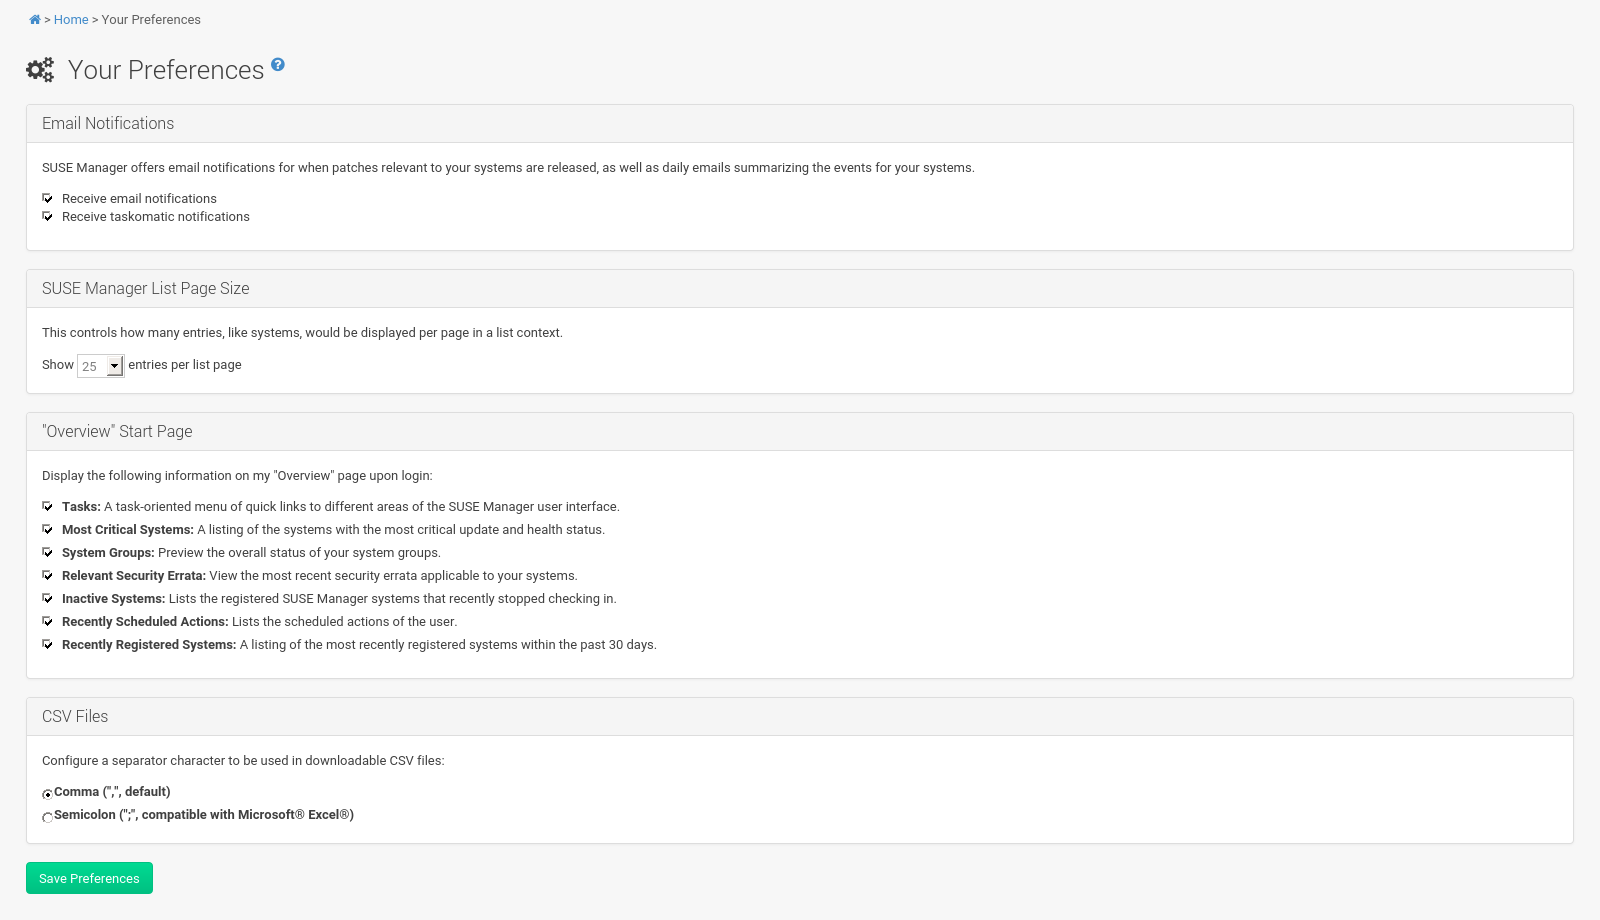 > Home > Your Preferences
Your Preferences ?
Email Notifications
SUSE Manager offers email notifications for when patches relevant to your systems are released, as well as daily emails summarizing the events for your systems.
Receive email notifications
Receive taskomatic notifications
SUSE Manager List Page Size
This controls how many entries, like systems, would be displayed per page in a list context.
Show 25 entries per list page
"Overview" Start Page
Display the following information on my "Overview" page upon login:
Tasks: A task-oriented menu of quick links to different areas of the SUSE Manager user interface.
Most Critical Systems: A listing of the systems with the most critical update and health status.
System Groups: Preview the overall status of your system groups.
Relevant Security Errata: View the most recent security errata applicable to your systems.
Inactive Systems: Lists the registered SUSE Manager systems that recently stopped checking in.
Recently Scheduled Actions: Lists the scheduled actions of the user.
Recently Registered Systems: A listing of the most recently registered systems within the past 30 days.
CSV Files
Configure a separator character to be used in downloadable CSV files:
Comma (",", default)
Semicolon (";", compatible with Microsoft® Excel®)
Save Preferences